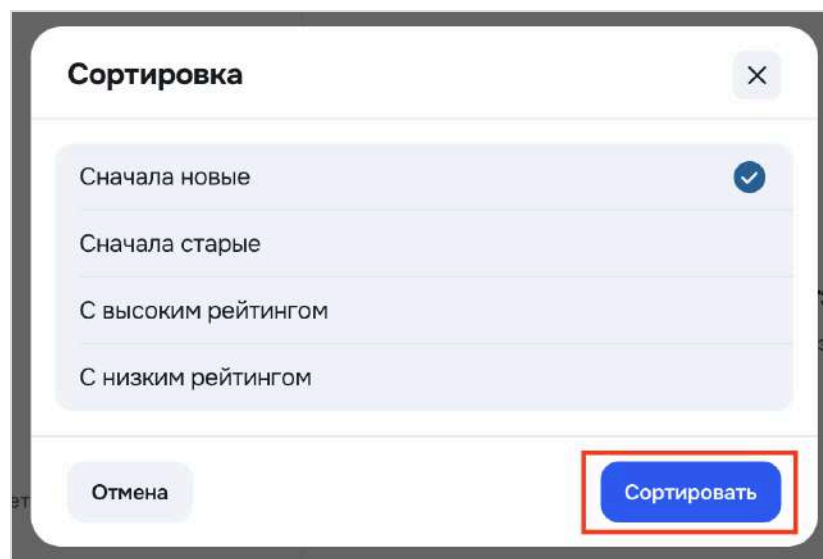 Сортировка
Сначала новые
Сначала старые
С высоким рейтингом
С низким рейтингом
Отмена
Сортировать